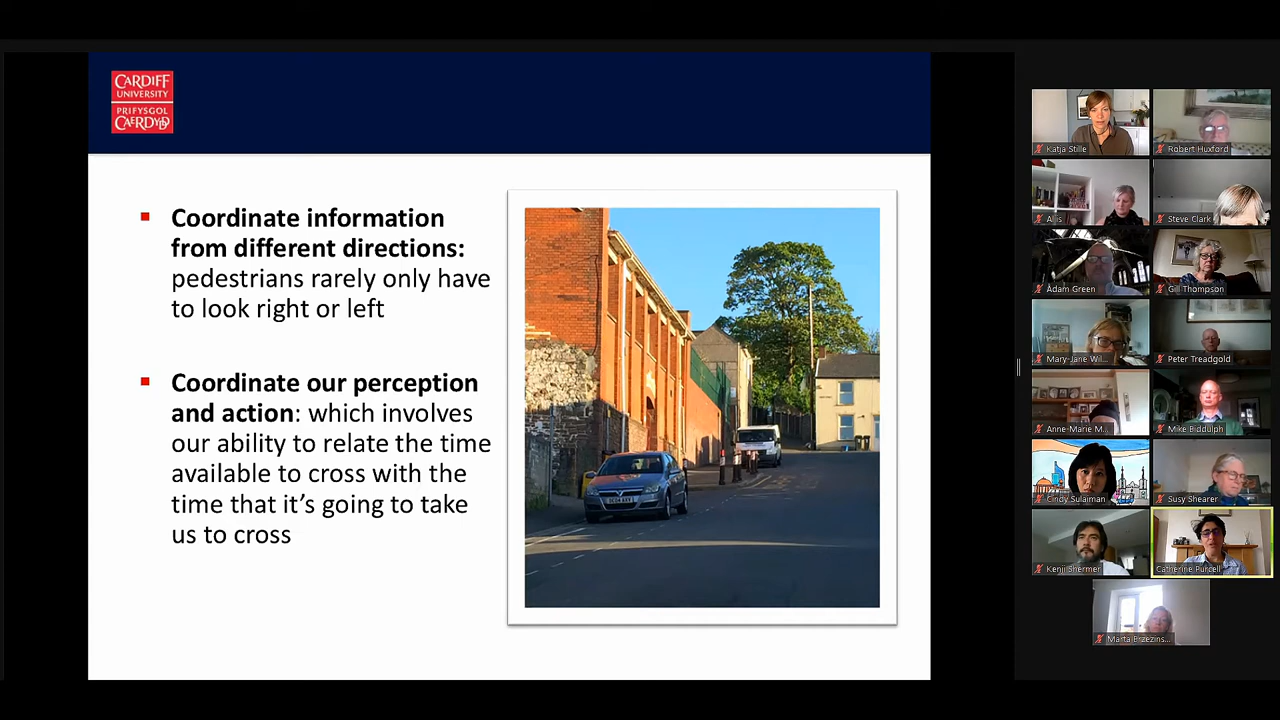 CARDIFF
UNIVERSITY
PRIFYSGOL
CAERDYDD
▪ Coordinate information
from different directions:
pedestrians rarely only have
to look right or left
▪ Coordinate our perception
and action: which involves
our ability to relate the time
available to cross with the
time that it's going to take
us to cross
Katja Stille
Robert Huxford
Steve Clark
Adam Green
Gill Thompson
Mary-Jane Wil...
Peter Treadgold
Anne-Marie M...
Mike Biddulph
Cindy Sulaiman
Susy Shearer
Kenji Shermer
Catherine Purcell
Marta Brzezins...